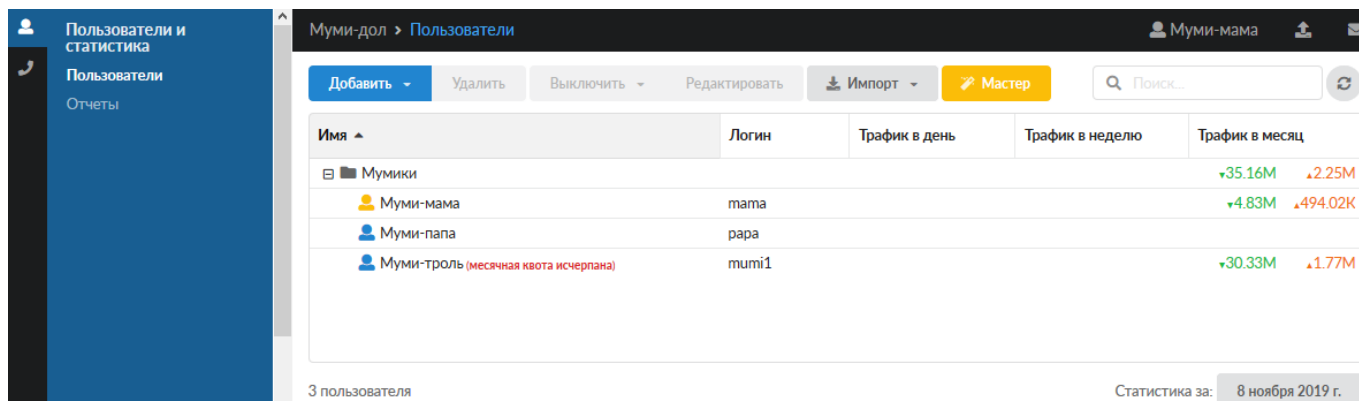 Пользователи и
статистика
Пользователи
Отчеты
Муми-дол > Пользователи
Муми-мама
Добавить
Удалить
Выключить
Редактировать
Импорт
Мастер
Поиск...
Имя Логин Трафик в день Трафик в неделю Трафик в месяц
Мумики ▾35.16M ▴2.25M
Муми-мама mama ▾4.83M ▴494.02K
Муми-папа papa
Муми-троль (месячная квота исчерпана) mumi1 ▾30.33M ▴1.77M
3 пользователя
Статистика за: 8 ноября 2019 г.